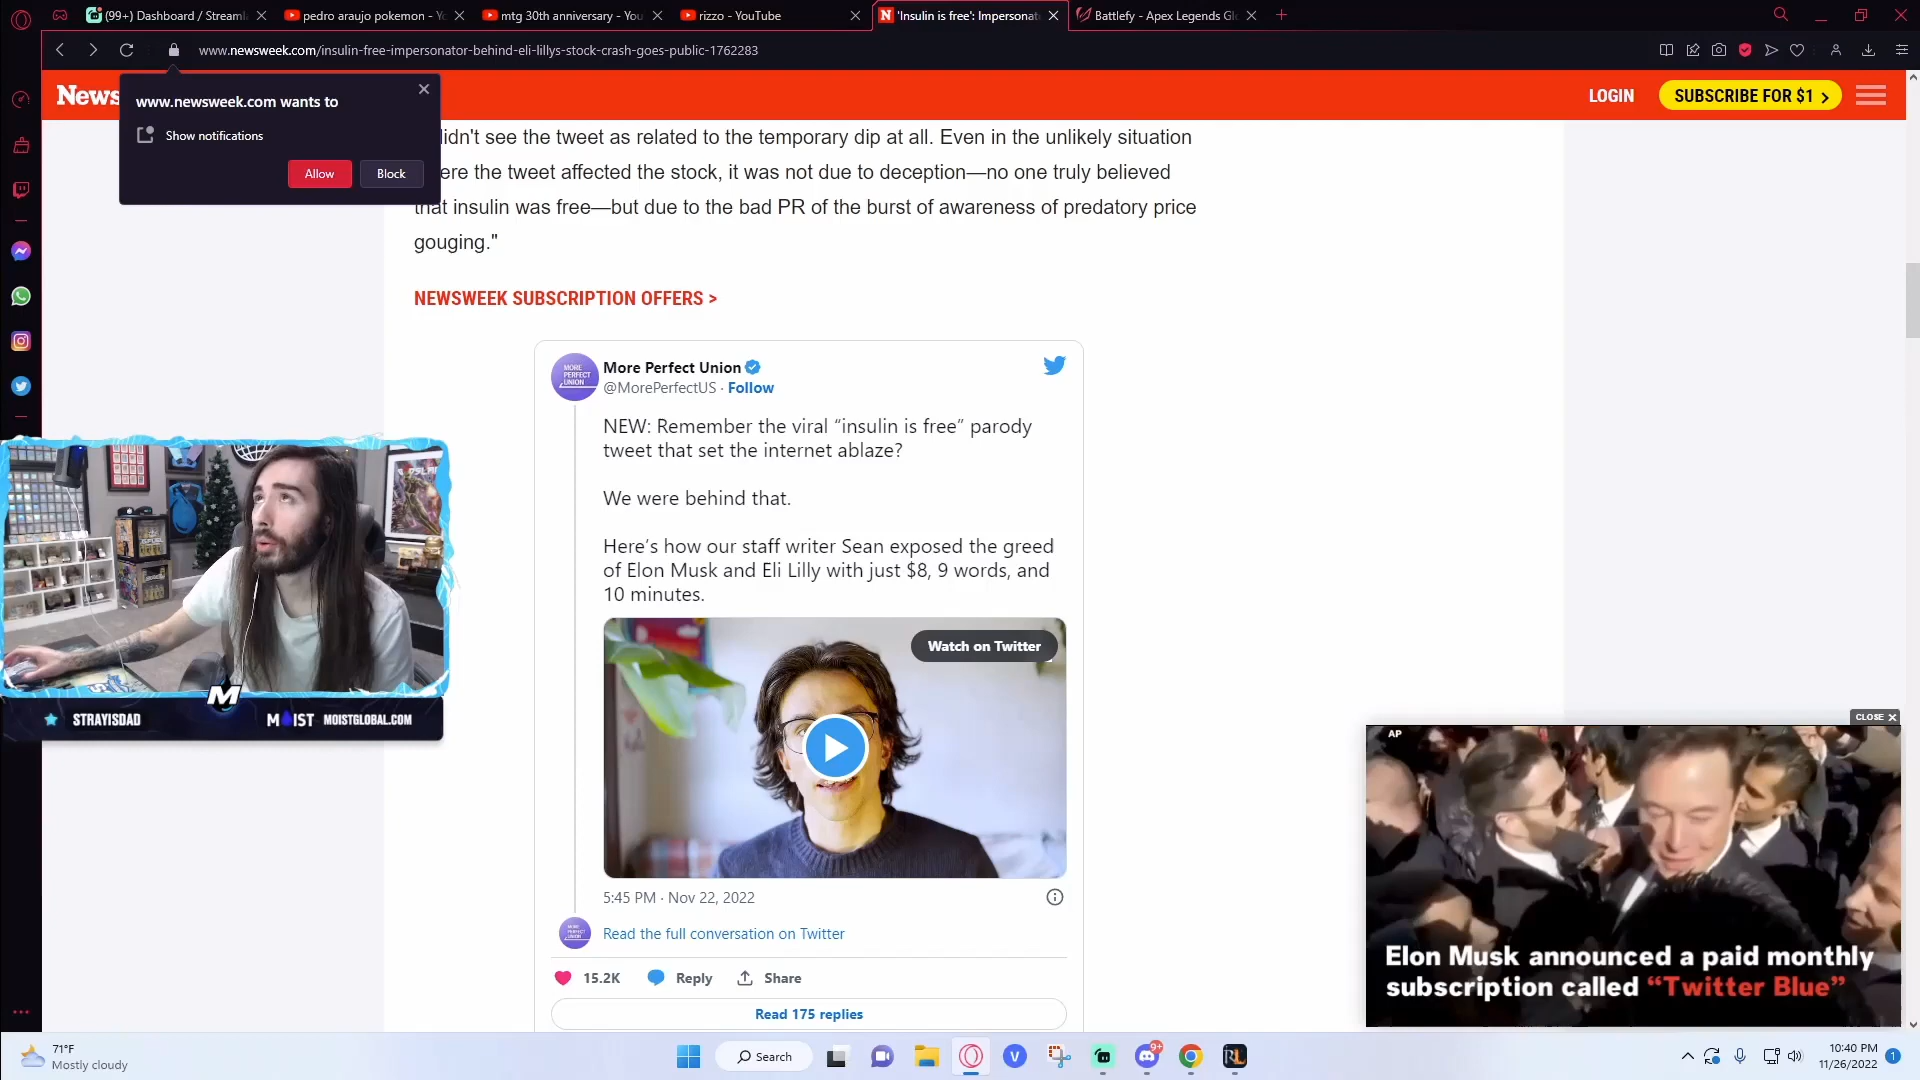 (99+) Dashboard / Streaml
pedro araujo pokemon - Yo
mtg 30th anniversary - You
rizzo - YouTube
'Insulin is free': Impersonat
Battlefy - Apex Legends Gl
www.newsweek.com/insulin-free-impersonator-behind-eli-lillys-stock-crash-goes-public-1762283
News
LOGIN
SUBSCRIBE FOR $1 >
www.newsweek.com wants to
Show notifications
Allow
Block
idn't see the tweet as related to the temporary dip at all. Even in the unlikely situation
ere the tweet affected the stock, it was not due to deception—no one truly believed
that insulin was free—but due to the bad PR of the burst of awareness of predatory price
gouging."
NEWSWEEK SUBSCRIPTION OFFERS >
More Perfect Union
@MorePerfectUS · Follow
MORE
PERFECT
UNION
NEW: Remember the viral “insulin is free” parody
tweet that set the internet ablaze?
We were behind that.
Here’s how our staff writer Sean exposed the greed
of Elon Musk and Eli Lilly with just $8, 9 words, and
10 minutes.
Watch on Twitter
5:45 PM · Nov 22, 2022
Read the full conversation on Twitter
15.2K
Reply
Share
Read 175 replies
M
STRAYISDAD
MOIST
MOISTGLOBAL.COM
CLOSE X
AP
Elon Musk announced a paid monthly
subscription called “Twitter Blue”
71°F
Mostly cloudy
Search
V
9+
RL
10:40 PM
11/26/2022
1